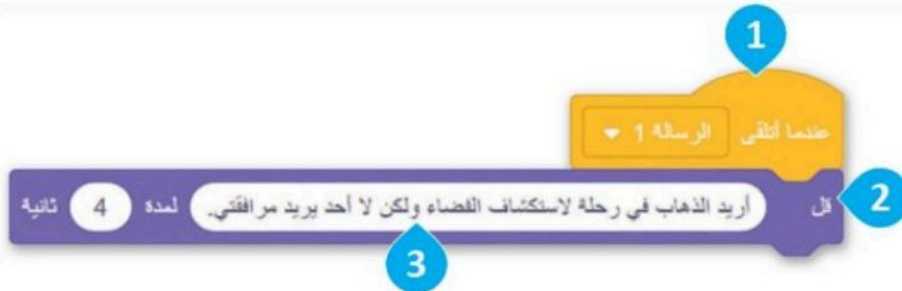 1
عندما أتلقى الرسالة 1
2
قل أريد الذهاب في رحلة لاستكشاف الفضاء ولكن لا أحد يريد مرافقتي. لمدة 4 ثانية
3